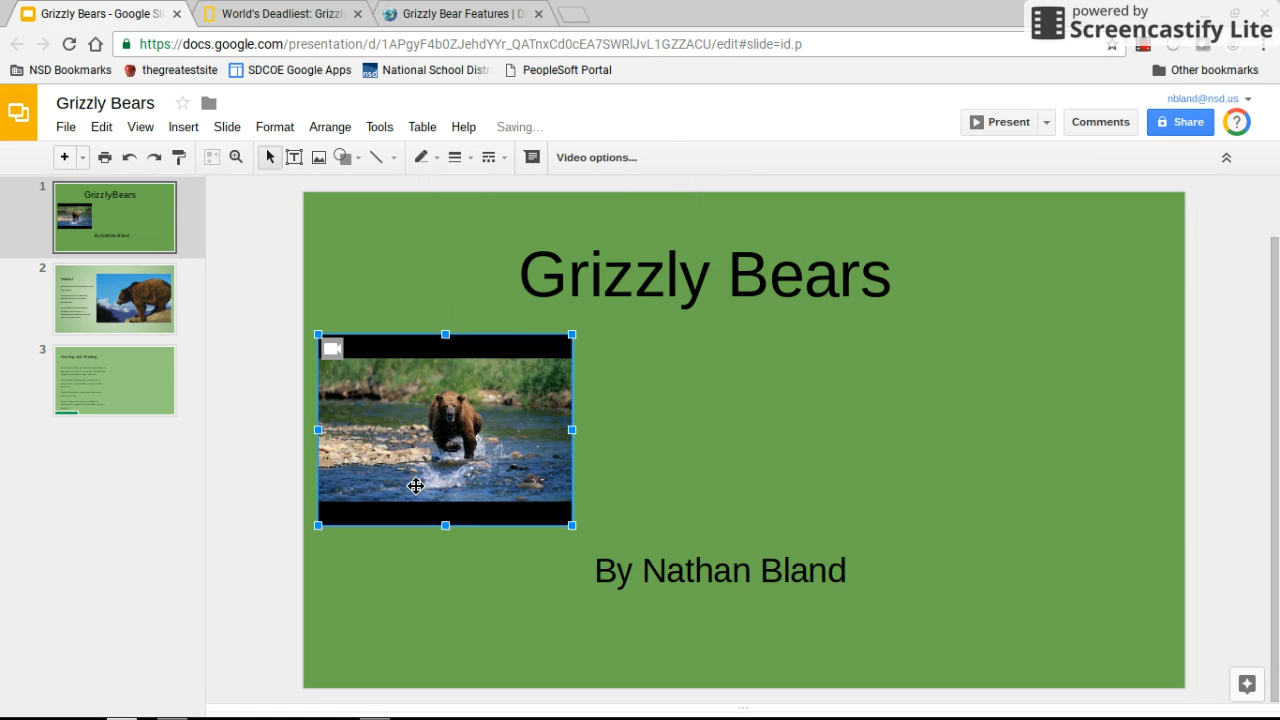 Grizzly Bears - Google Sli
World's Deadliest: Grizzl
Grizzly Bear Features | D
powered by
Screencastify Lite
https://docs.google.com/presentation/d/1APgyF4b0ZJehdYYr_QATnxCd0cEA7SWRlJvL1GZZACU/edit#slide=id.p
NSD Bookmarks
thegreatestsite
SDCOE Google Apps
National School Distr
PeopleSoft Portal
Other bookmarks
Grizzly Bears
nbland@nsd.us
File Edit View Insert Slide Format Arrange Tools Table Help Saving...
Present
Comments
Share
Video options...
1
GrizzlyBears
By Nathan Bland
2
3
Grizzly Bears
By Nathan Bland